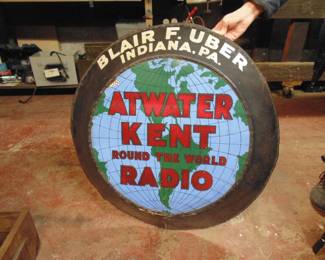 BLAIR F. UBER
INDIANA, PA.
ATWATER
KENT
ROUND THE WORLD
RADIO